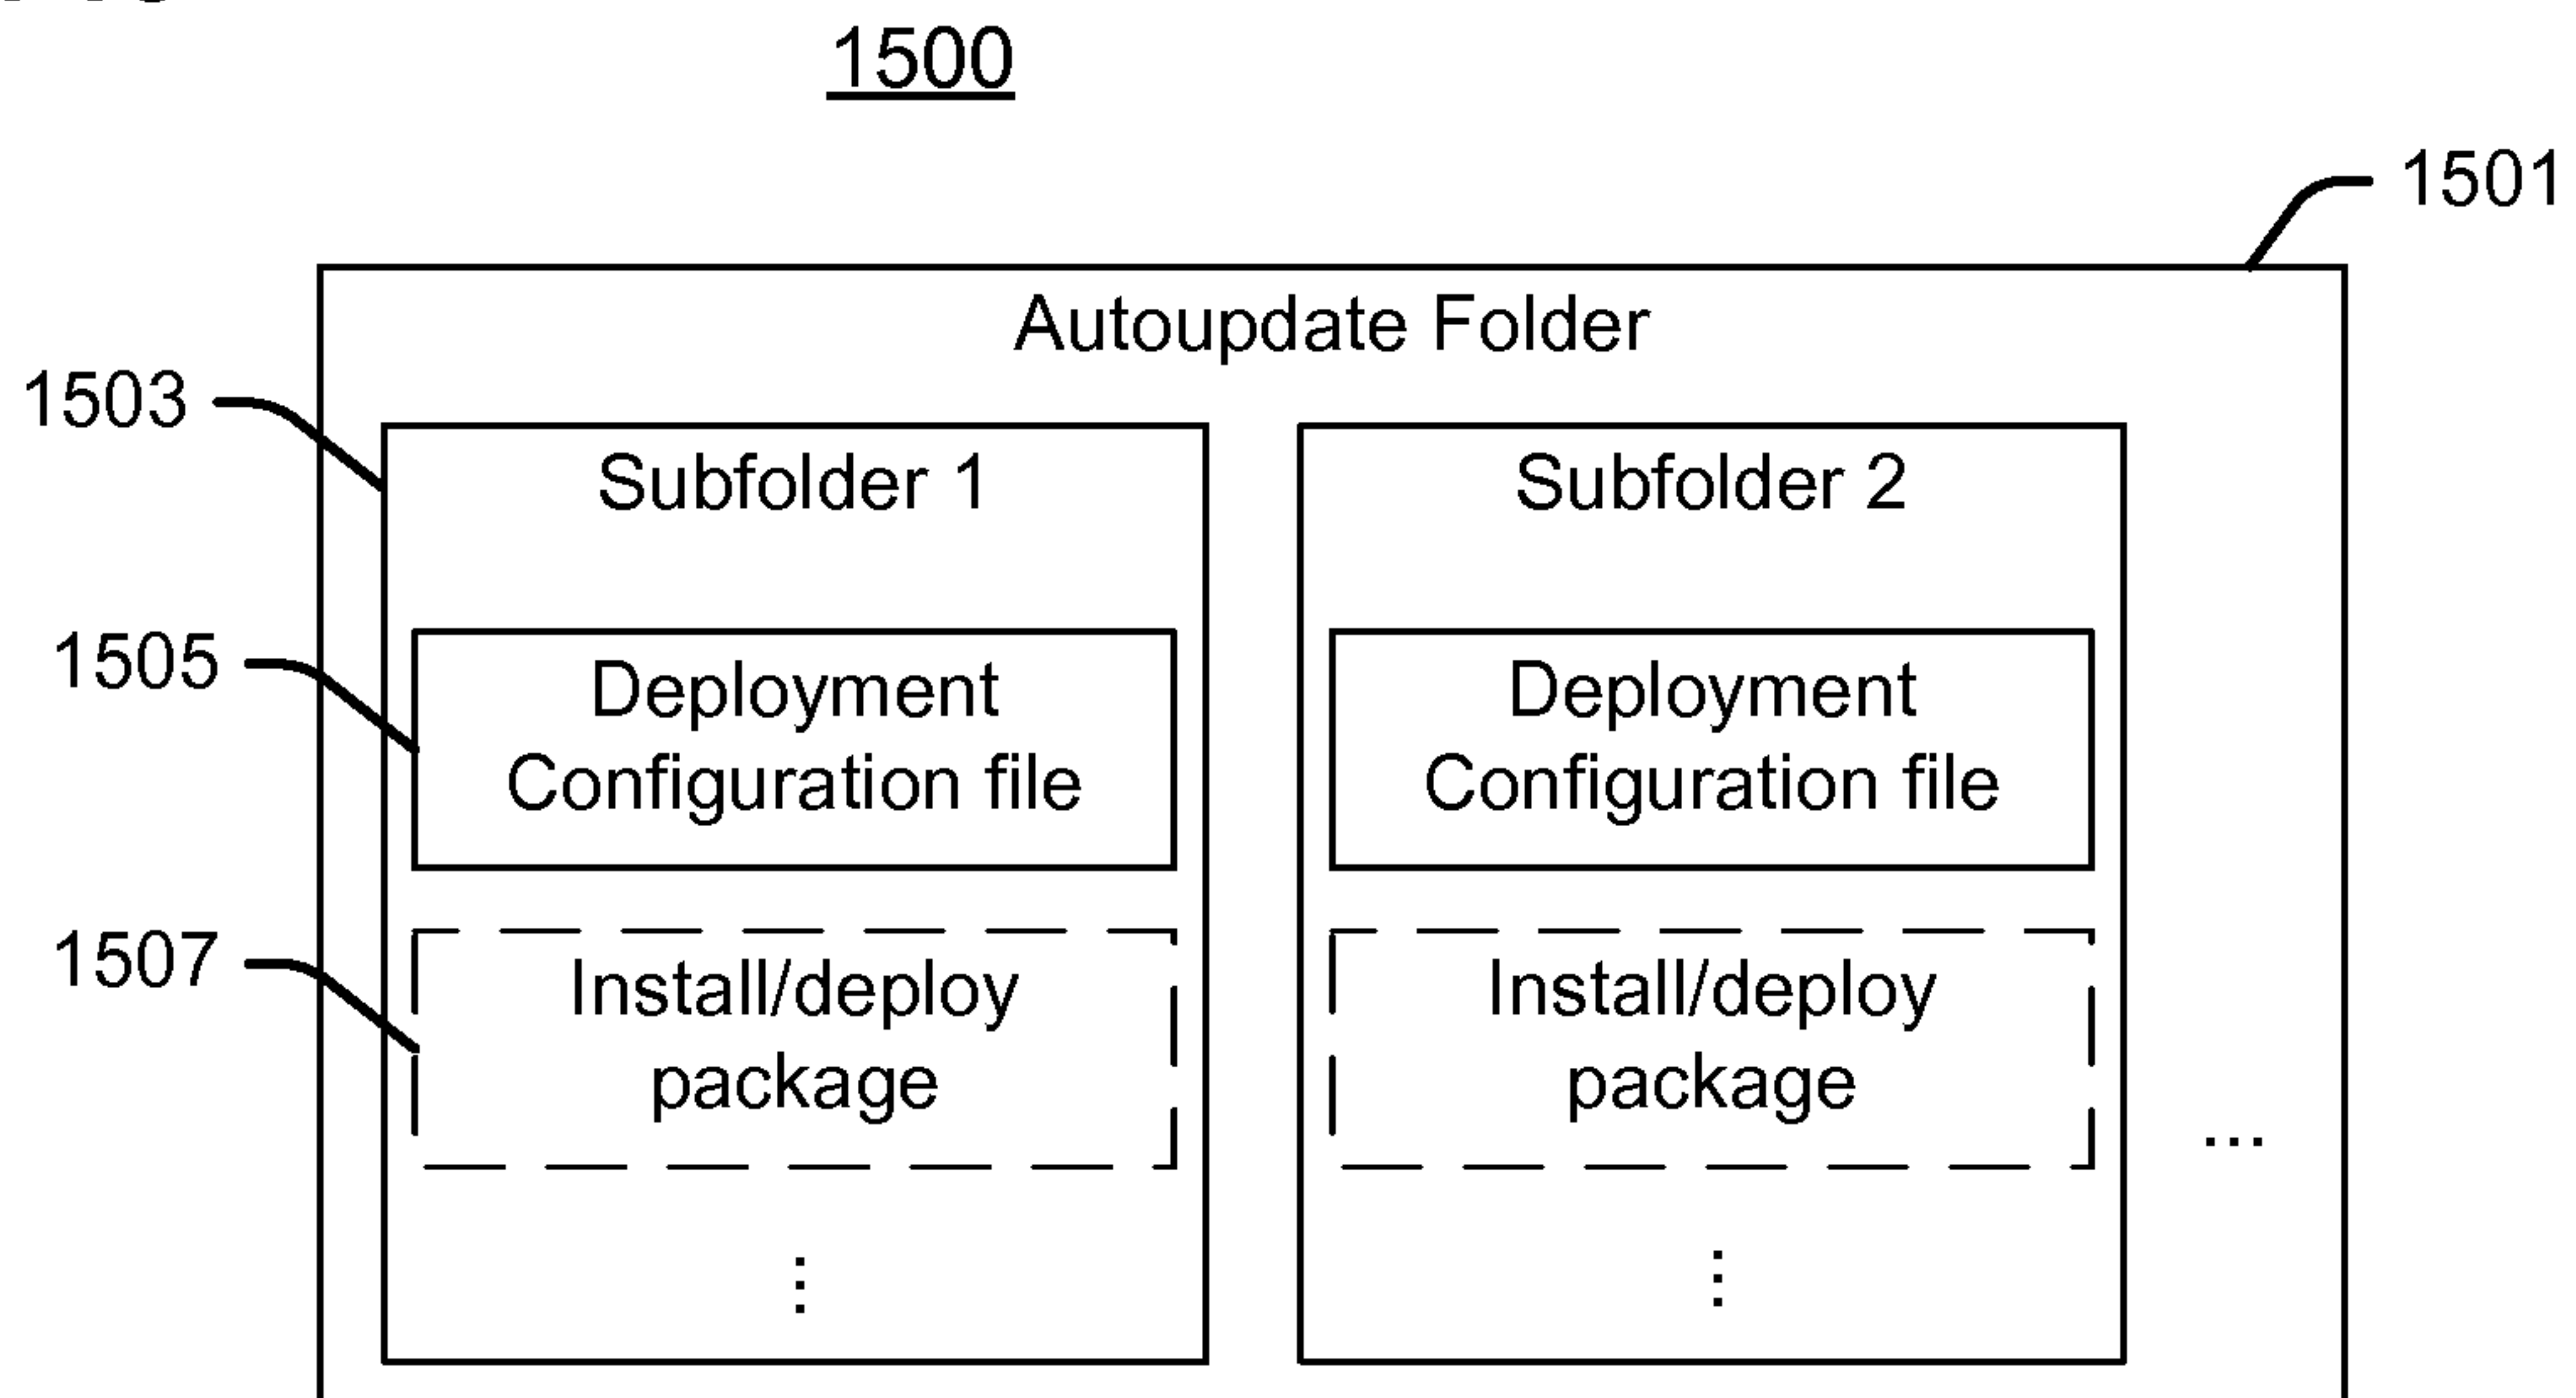 1500
1501
Autoupdate Folder
1503
Subfolder 1
Subfolder 2
1505
Deployment
Configuration file
Deployment
Configuration file
1507
Install/deploy
package
Install/deploy
package
...
⋮
⋮